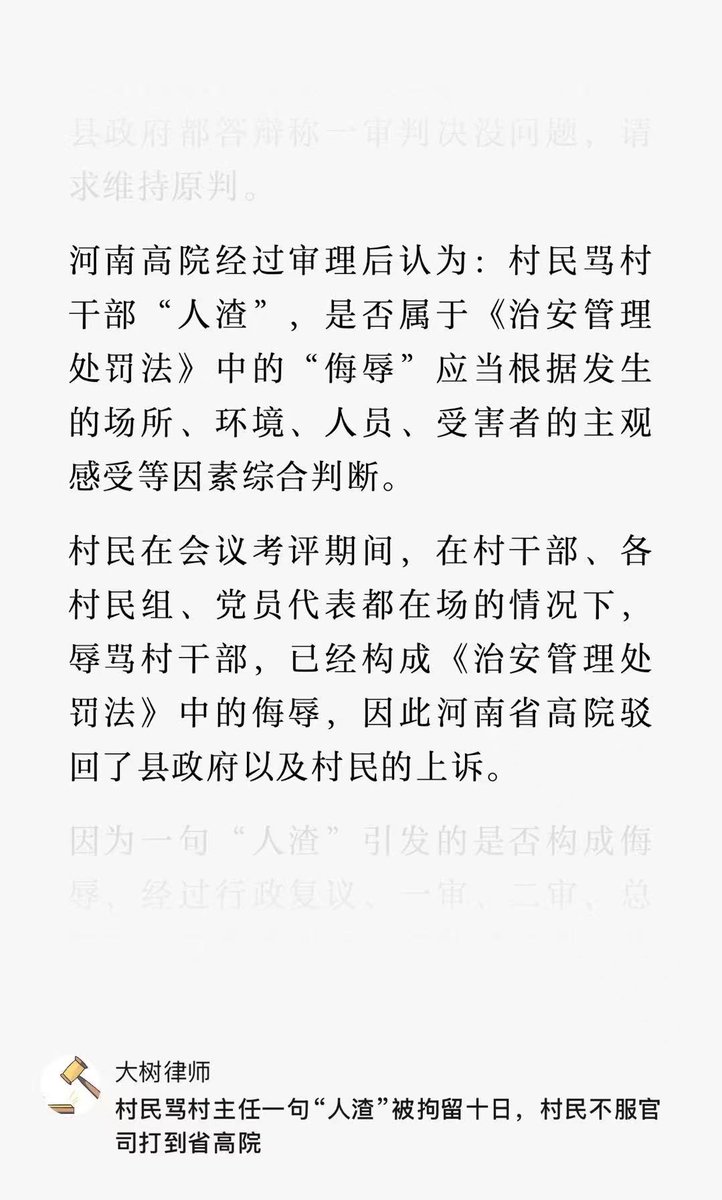 县政府都答辩称一审判决没问题，请
求维持原判。
河南高院经过审理后认为：村民骂村
干部“人渣”，是否属于《治安管理
处罚法》中的“侮辱”应当根据发生
的场所、环境、人员、受害者的主观
感受等因素综合判断。
村民在会议考评期间，在村干部、各
村民组、党员代表都在场的情况下，
辱骂村干部，已经构成《治安管理处
罚法》中的侮辱，因此河南省高院驳
回了县政府以及村民的上诉。
因为一句“人渣”引发的是否构成侮
辱、经过行政复议、一审、二审、总
大树律师
村民骂村主任一句“人渣”被拘留十日，村民不服官
司打到省高院